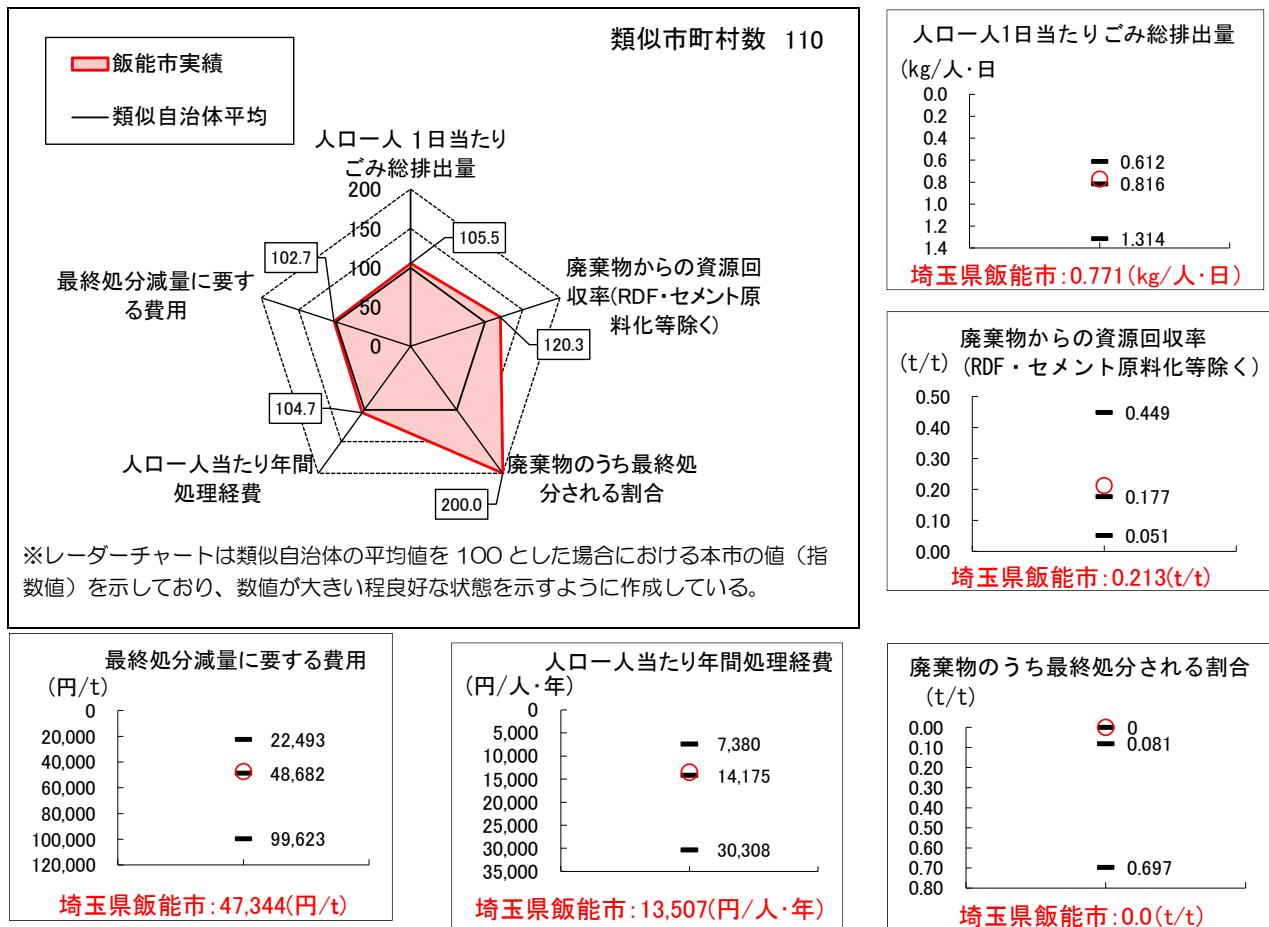 類似市町村数 110
飯能市実績
類似自治体平均
人口一人 1日当たり
ごみ総排出量
200
150
100
50
0
105.5
廃棄物からの資源回
収率(RDF・セメント原
料化等除く)
120.3
廃棄物のうち最終処
分される割合
200.0
人口一人当たり年間
処理経費
104.7
最終処分減量に要す
る費用
102.7
※レーダーチャートは類似自治体の平均値を 100 とした場合における本市の値（指
数値）を示しており、数値が大きい程良好な状態を示すように作成している。
人口一人1日当たりごみ総排出量
(kg/人・日
0.0
0.2
0.4
0.6
0.8
1.0
1.2
1.4
0.612
0.816
1.314
埼玉県飯能市:0.771(kg/人・日)
廃棄物からの資源回収率
(t/t) (RDF・セメント原料化等除く)
0.50
0.40
0.30
0.20
0.10
0.00
0.449
0.177
0.051
埼玉県飯能市:0.213(t/t)
最終処分減量に要する費用
(円/t)
0
20,000
40,000
60,000
80,000
100,000
120,000
22,493
48,682
99,623
埼玉県飯能市:47,344(円/t)
人口一人当たり年間処理経費
(円/人・年)
0
5,000
10,000
15,000
20,000
25,000
30,000
35,000
7,380
14,175
30,308
埼玉県飯能市:13,507(円/人・年)
廃棄物のうち最終処分される割合
(t/t)
0.00
0.10
0.20
0.30
0.40
0.50
0.60
0.70
0.80
0
0.081
0.697
埼玉県飯能市:0.0(t/t)